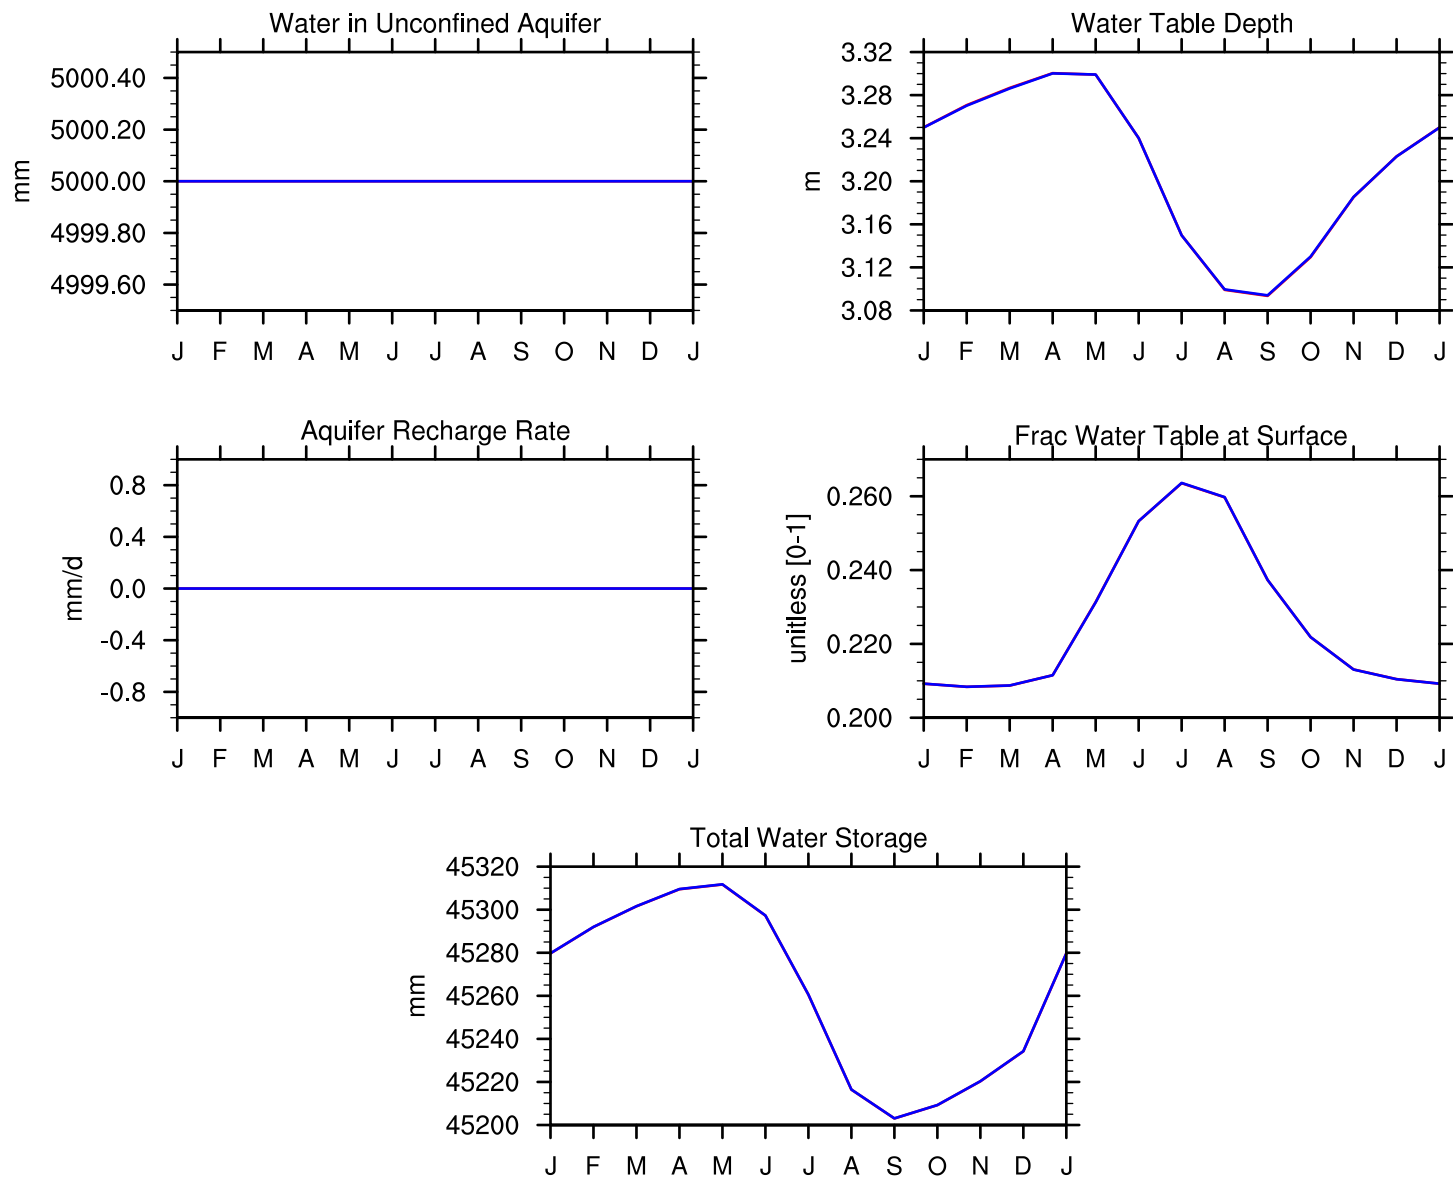 Water in Unconfined Aquifer
mm
5000.40
5000.20
5000.00
4999.80
4999.60
J F M A M J J A S O N D J
Water Table Depth
m
3.32
3.28
3.24
3.20
3.16
3.12
3.08
J F M A M J J A S O N D J
Aquifer Recharge Rate
mm/d
0.8
0.4
0.0
-0.4
-0.8
J F M A M J J A S O N D J
Frac Water Table at Surface
unitless [0-1]
0.260
0.240
0.220
0.200
J F M A M J J A S O N D J
Total Water Storage
mm
45320
45300
45280
45260
45240
45220
45200
J F M A M J J A S O N D J